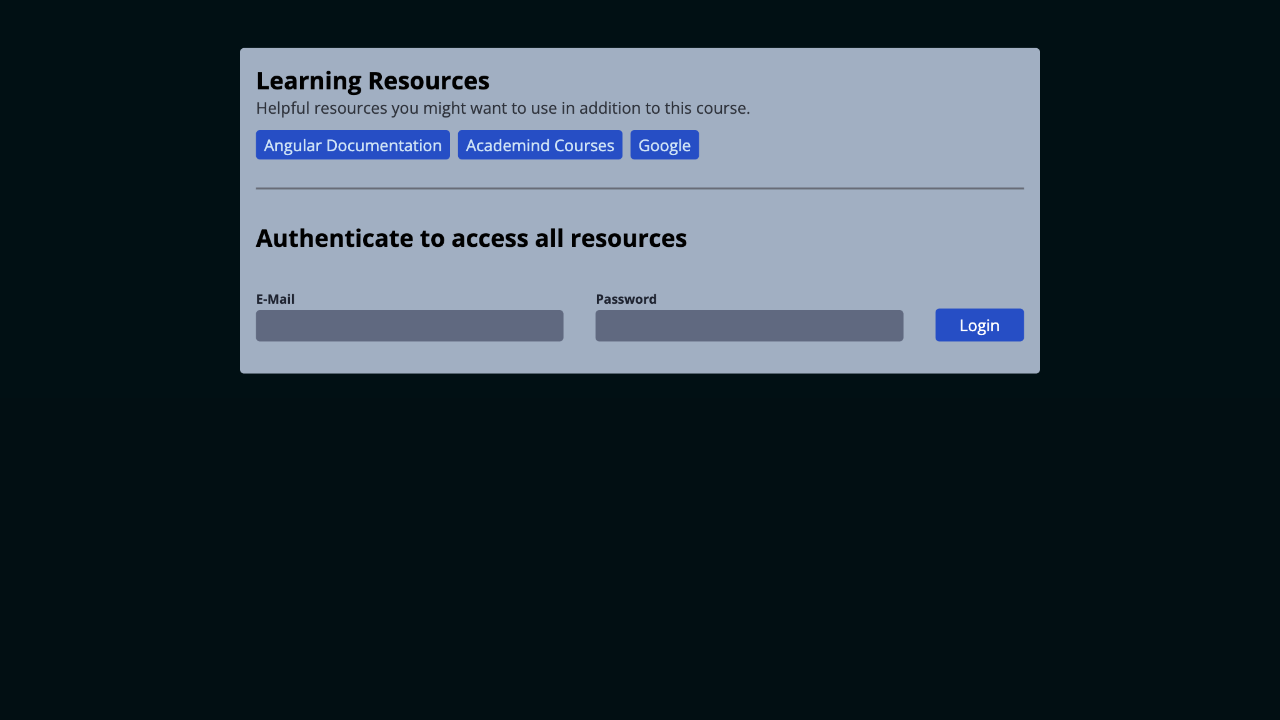 Learning Resources
Helpful resources you might want to use in addition to this course.
Angular Documentation Academind Courses Google
Authenticate to access all resources
E-Mail Password
Login